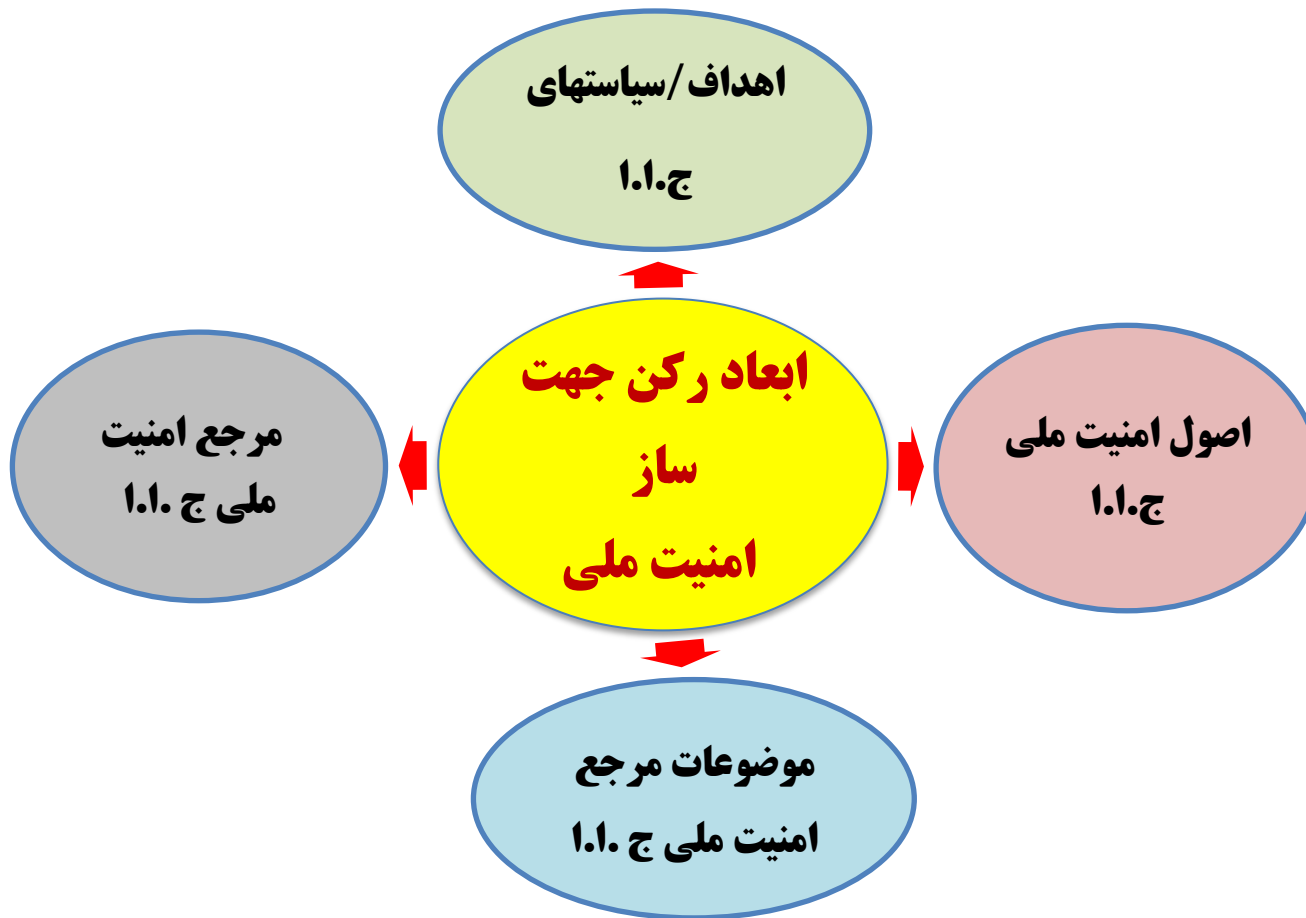 اهداف/سیاستهای
ج.ا.ا
ابعاد رکن جهت
ساز
امنیت ملی
اصول امنیت ملی
ج.ا.ا
مرجع امنیت
ملی ج .ا.ا
موضوعات مرجع
امنیت ملی ج .ا.ا